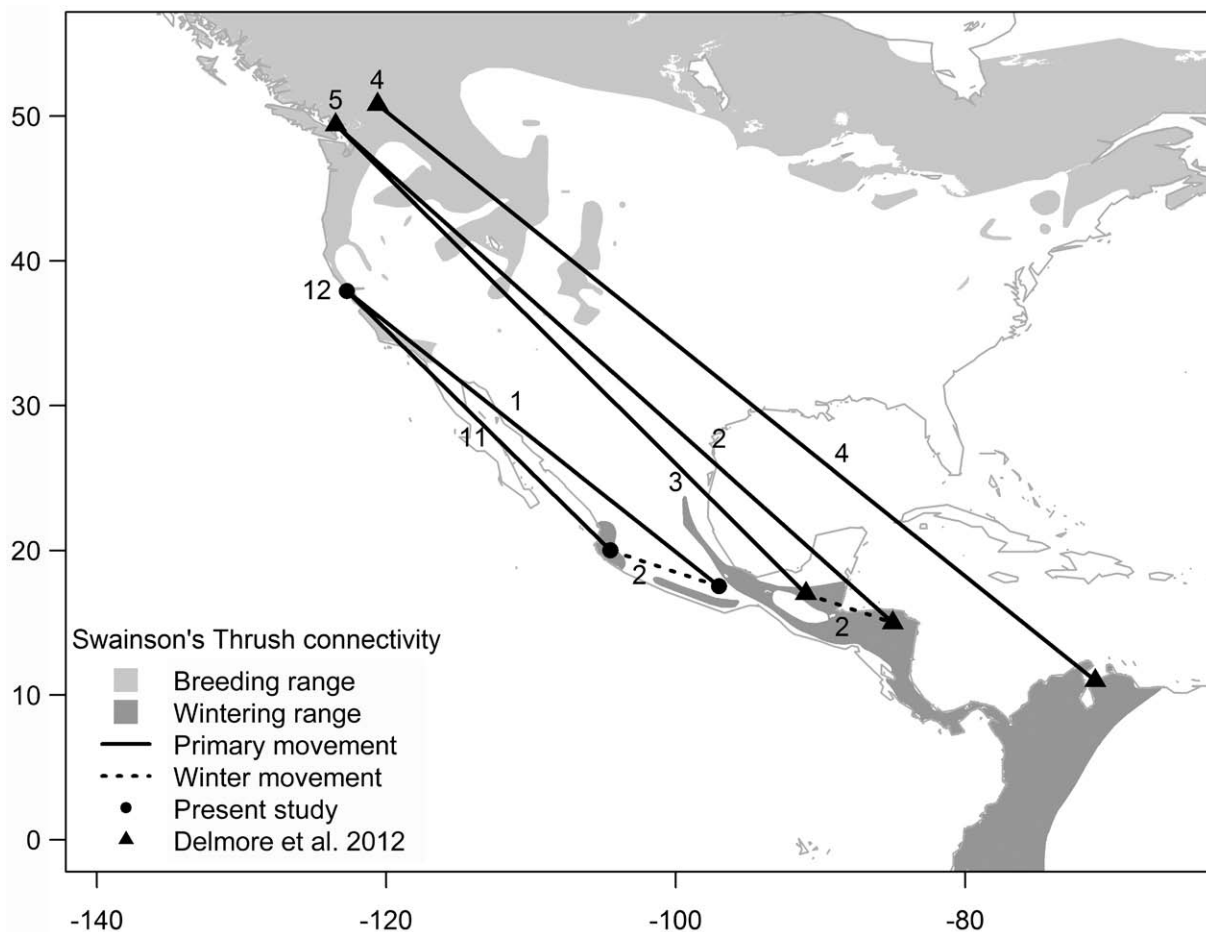 50
40
30
20
10
0
-140
-120
-100
-80
5
4
12
1
11
2
3
4
2
2
Swainson's Thrush connectivity
Breeding range
Wintering range
Primary movement
Winter movement
Present study
Delmore et al. 2012